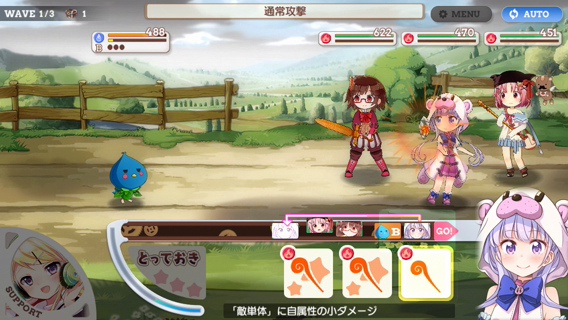 WAVE 1/3 1
通常攻撃
MENU
AUTO
488
B
622
470
451
B
GO!
とっておき
SUPPORT
「敵単体」に自属性の小ダメージ